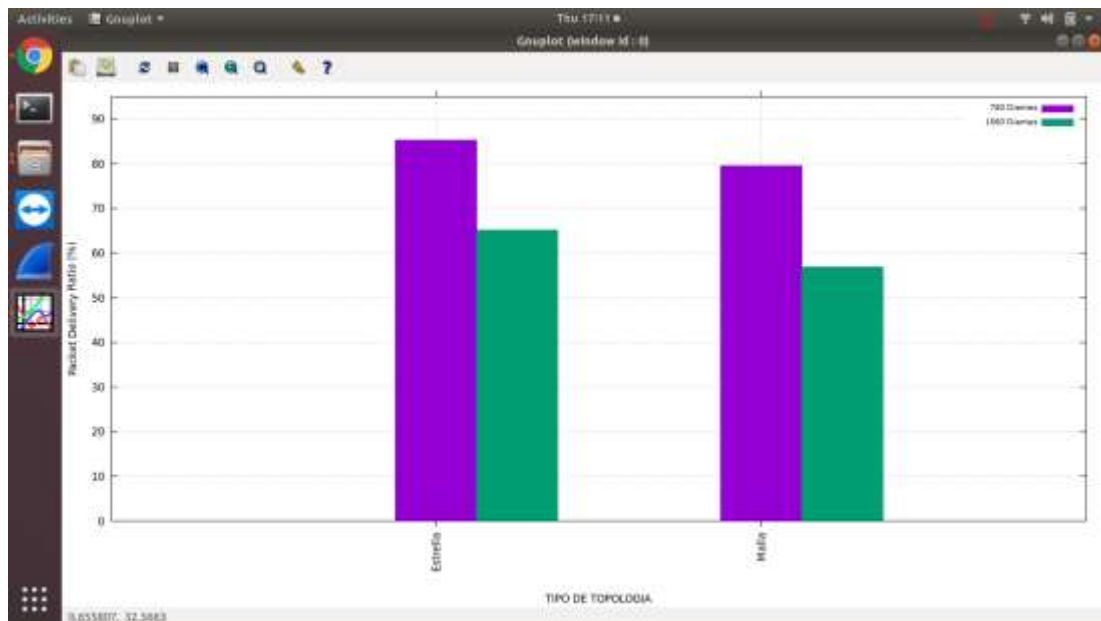 Activities Gnuplot
Thu 17:11
Gnuplot (window id : 0)
90
80
70
60
50
40
30
20
10
0
Packet Delivery Ratio (%)
Estrella
Malla
TIPO DE TOPOLOGIA